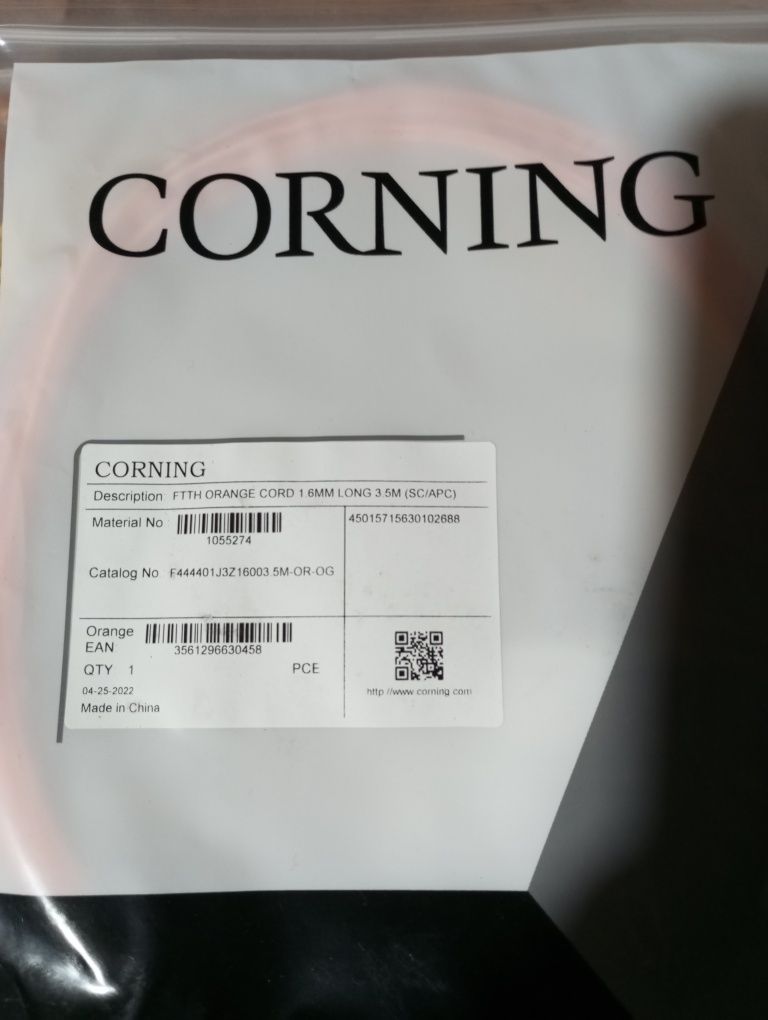 CORNING
CORNING
Description FTTH ORANGE CORD 1.6MM LONG 3.5M (SC/APC)
Material No
1055274
45015715630102688
Catalog No. F444401J3Z16003.5M-OR-OG
Orange
EAN
3561296630458
QTY 1 PCE
04-25-2022
Made in China
http://www.corning.com